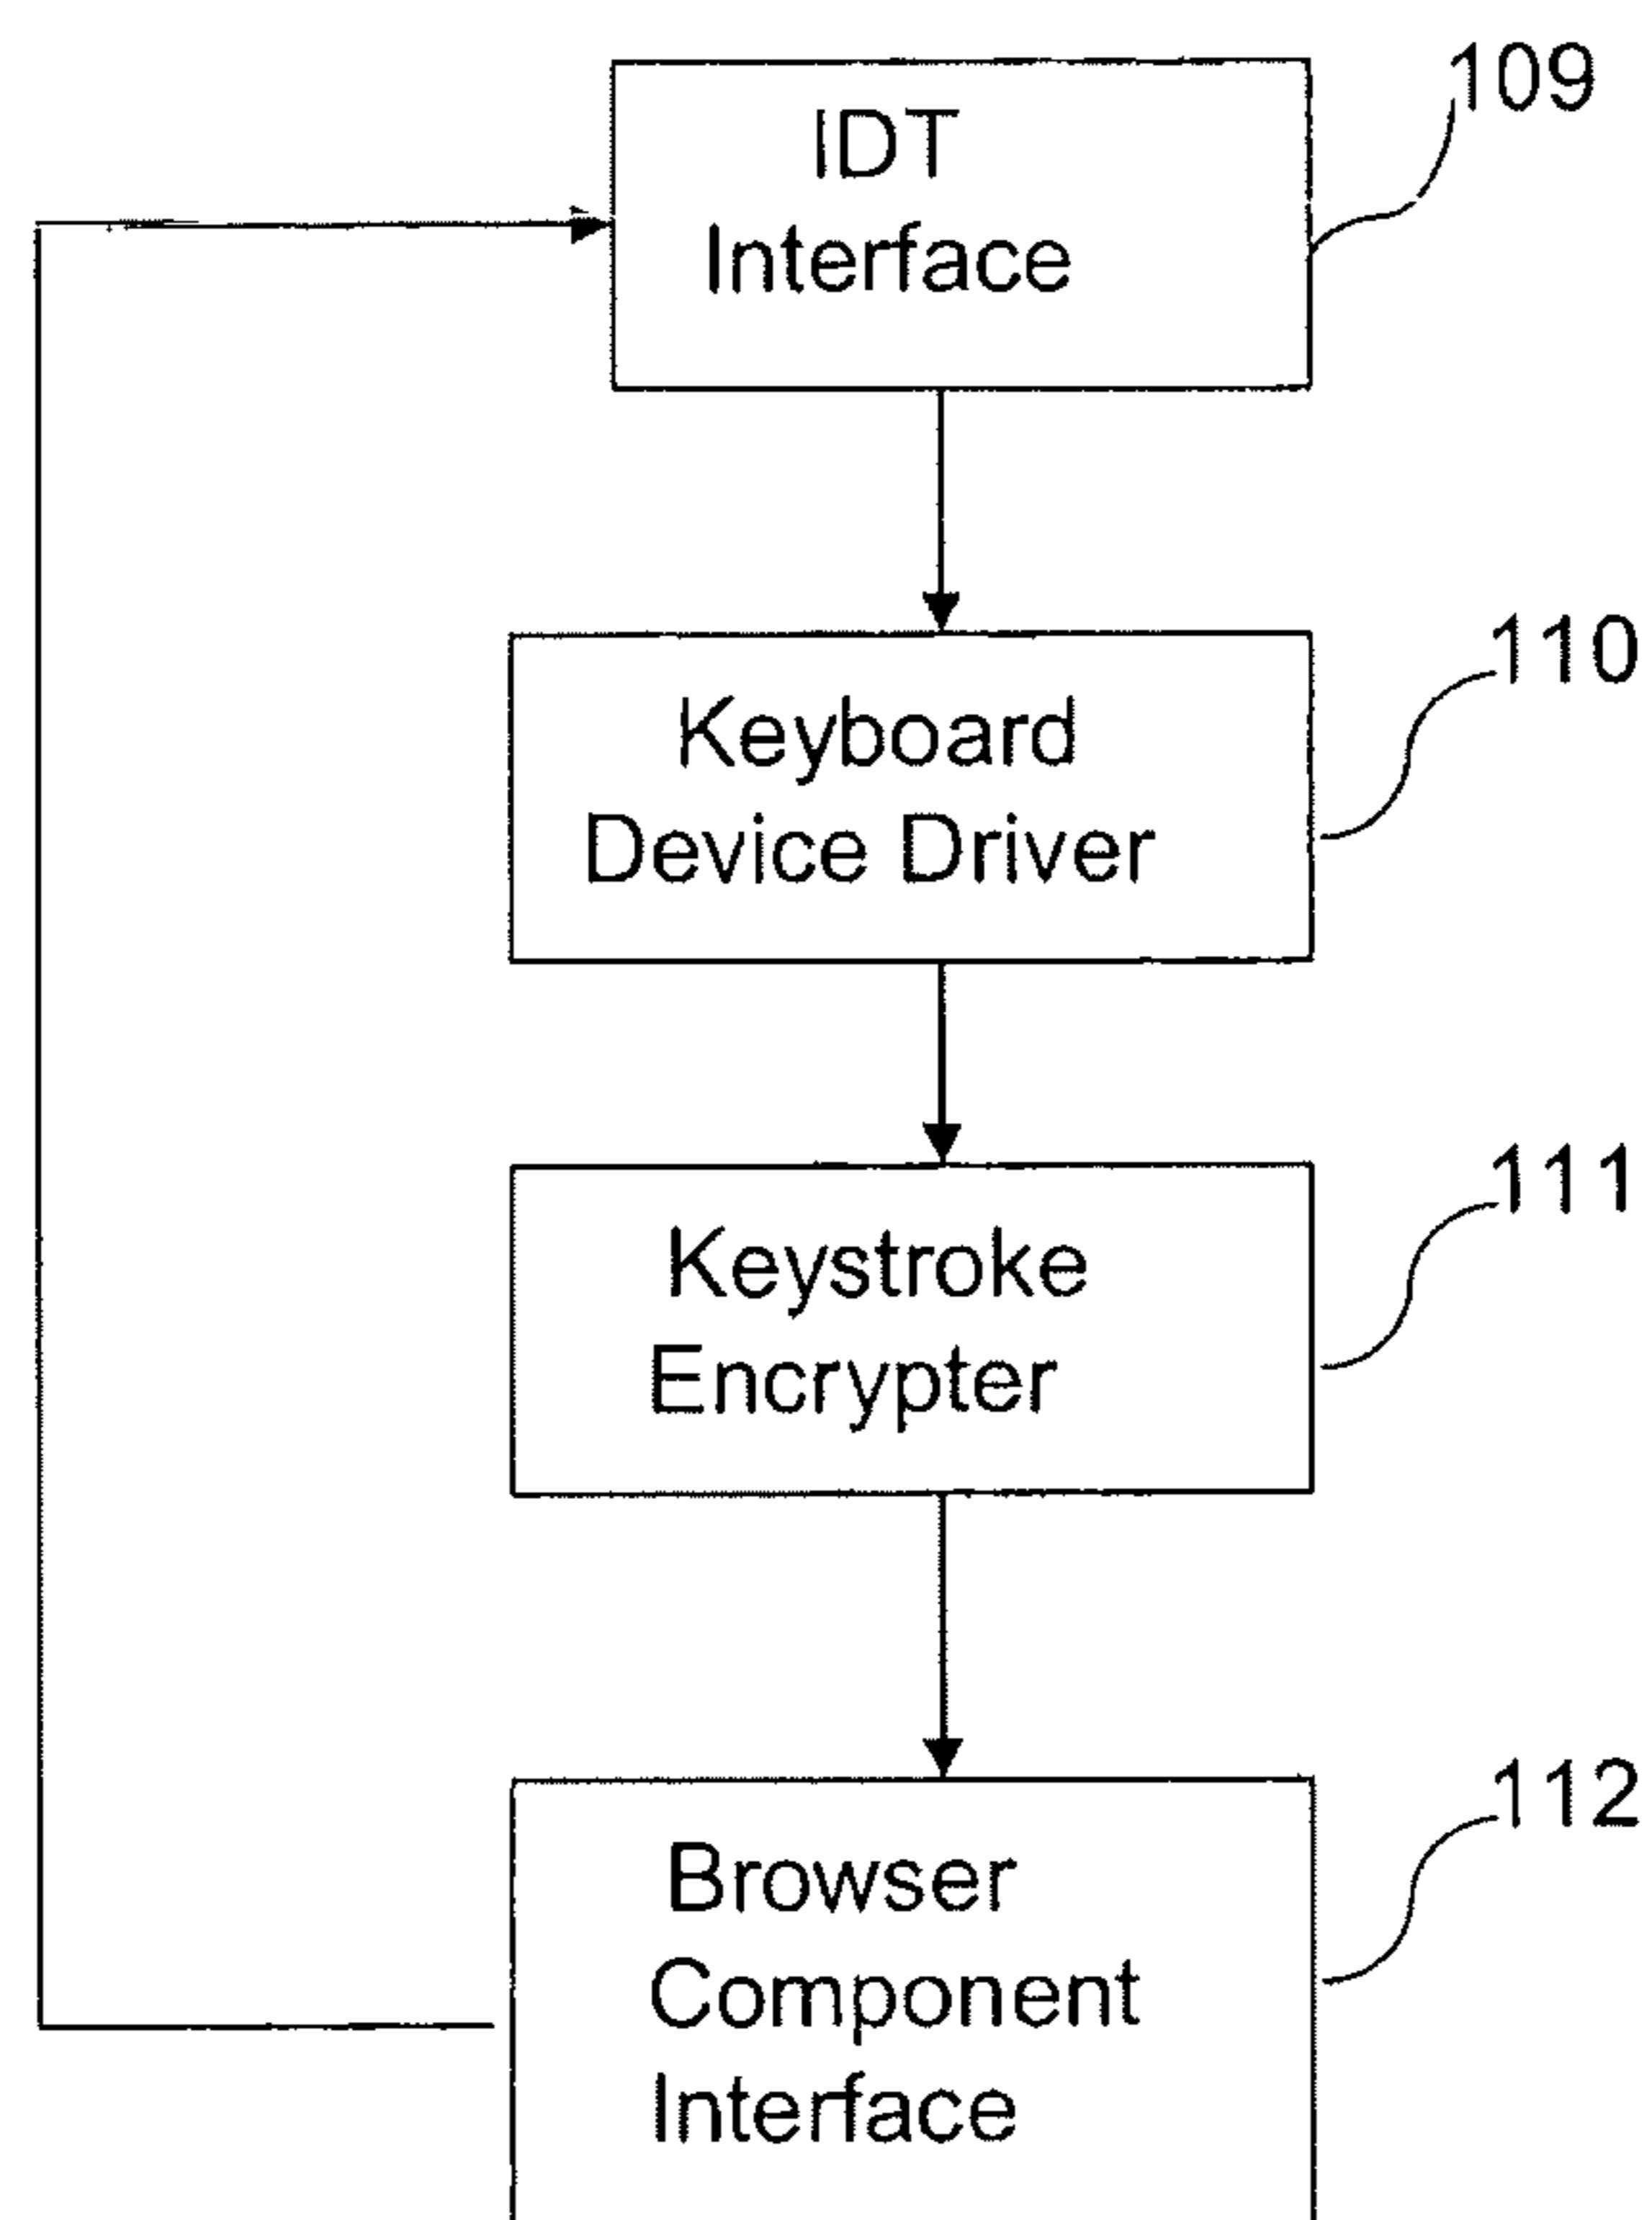 109
IDT
Interface
110
Keyboard
Device Driver
111
Keystroke
Encrypter
112
Browser
Component
Interface